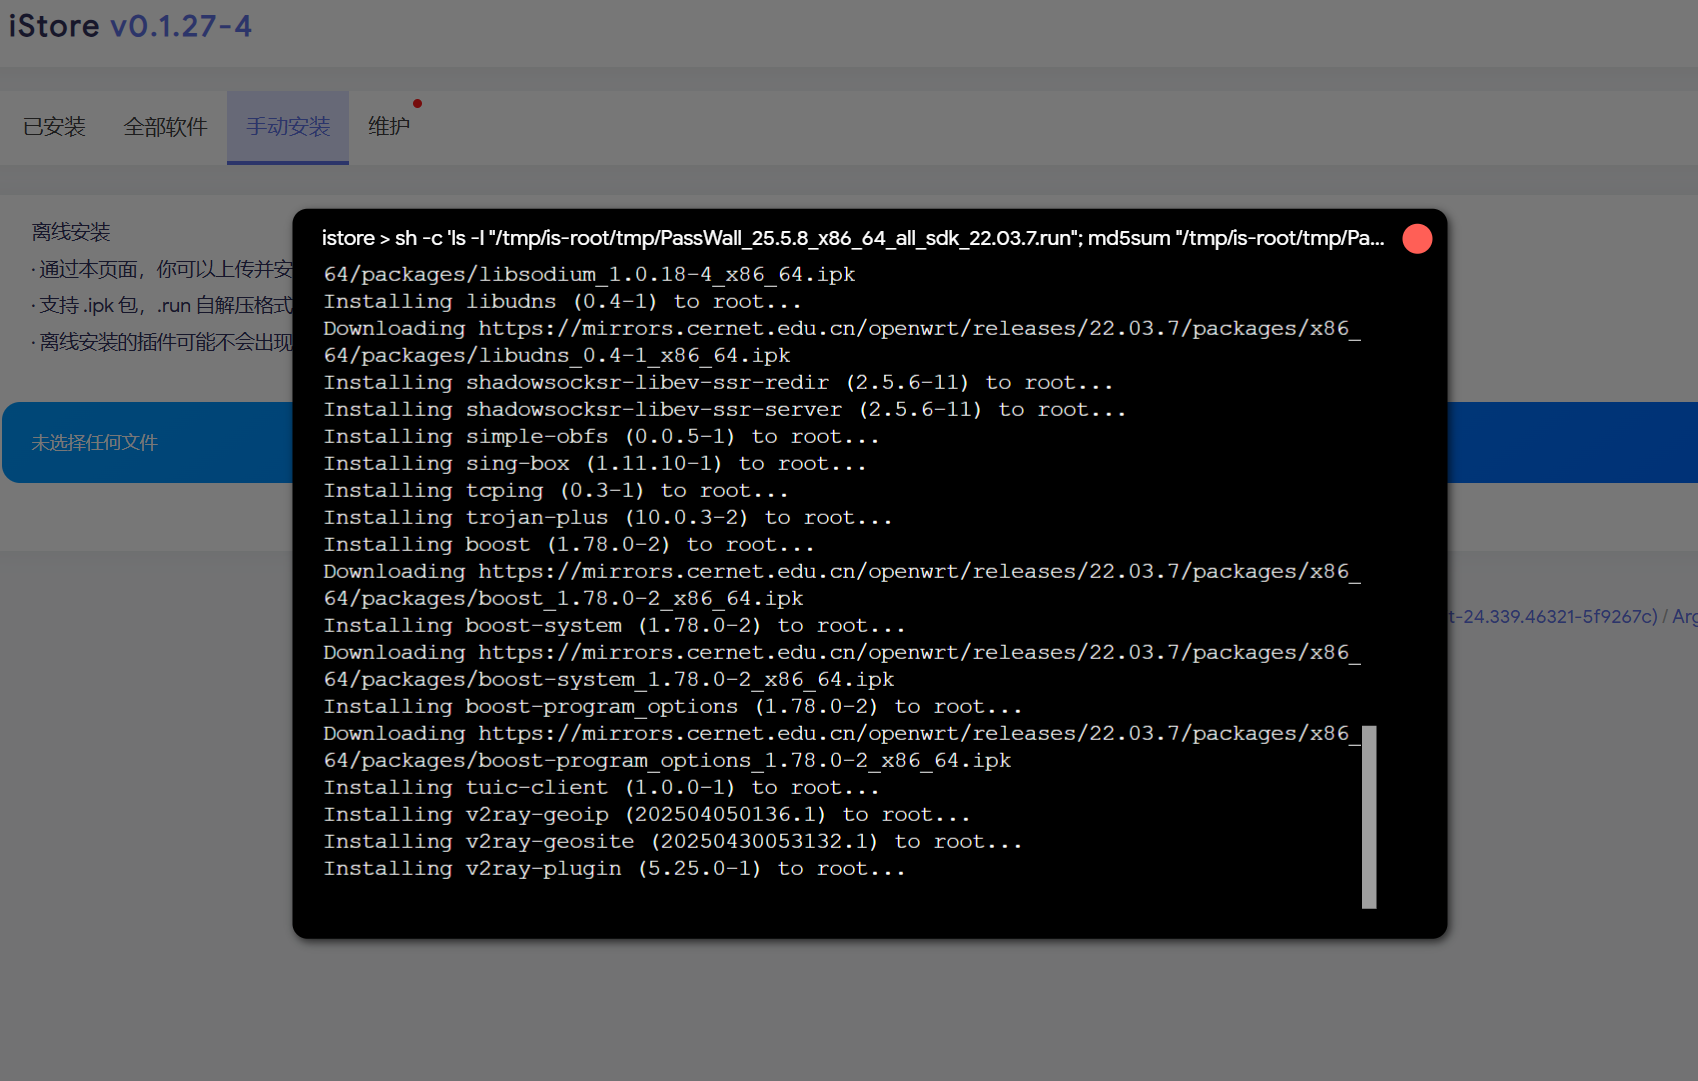 iStore v0.1.27-4
已安装 全部软件 手动安装 维护
离线安装
· 通过本页面，你可以上传并安
· 支持 .ipk 包，.run 自解压格式
· 离线安装的插件可能不会出现
未选择任何文件
istore > sh -c 'ls -l "/tmp/is-root/tmp/PassWall_25.5.8_x86_64_all_sdk_22.03.7.run"; md5sum "/tmp/is-root/tmp/Pa...
64/packages/libsodium_1.0.18-4_x86_64.ipk
Installing libudns (0.4-1) to root...
Downloading https://mirrors.cernet.edu.cn/openwrt/releases/22.03.7/packages/x86_
64/packages/libudns_0.4-1_x86_64.ipk
Installing shadowsocksr-libev-ssr-redir (2.5.6-11) to root...
Installing shadowsocksr-libev-ssr-server (2.5.6-11) to root...
Installing simple-obfs (0.0.5-1) to root...
Installing sing-box (1.11.10-1) to root...
Installing tcping (0.3-1) to root...
Installing trojan-plus (10.0.3-2) to root...
Installing boost (1.78.0-2) to root...
Downloading https://mirrors.cernet.edu.cn/openwrt/releases/22.03.7/packages/x86_
64/packages/boost_1.78.0-2_x86_64.ipk
Installing boost-system (1.78.0-2) to root...
Downloading https://mirrors.cernet.edu.cn/openwrt/releases/22.03.7/packages/x86_
64/packages/boost-system_1.78.0-2_x86_64.ipk
Installing boost-program_options (1.78.0-2) to root...
Downloading https://mirrors.cernet.edu.cn/openwrt/releases/22.03.7/packages/x86_
64/packages/boost-program_options_1.78.0-2_x86_64.ipk
Installing tuic-client (1.0.0-1) to root...
Installing v2ray-geoip (202504050136.1) to root...
Installing v2ray-geosite (20250430053132.1) to root...
Installing v2ray-plugin (5.25.0-1) to root...
t-24.339.46321-5f9267c) / Arg